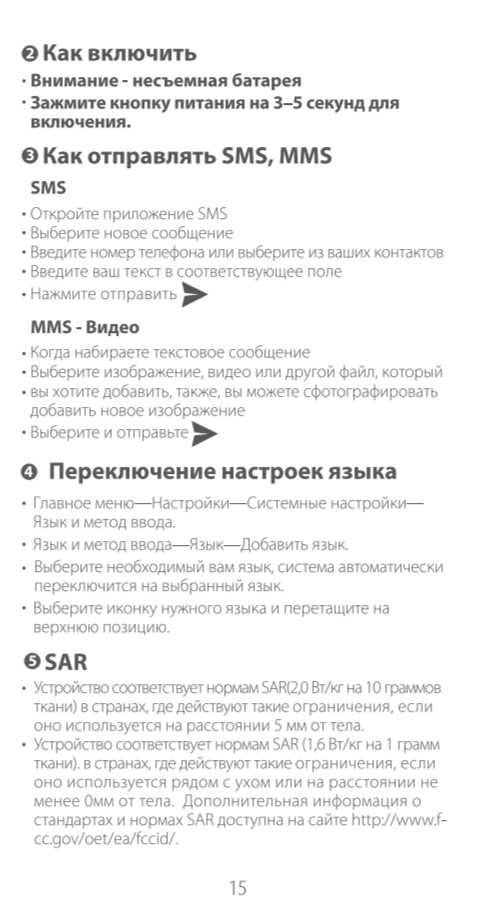 ❷ Как включить
· Внимание - несъемная батарея
· Зажмите кнопку питания на 3–5 секунд для
включения.
❸ Как отправлять SMS, MMS
SMS
• Откройте приложение SMS
• Выберите новое сообщение
• Введите номер телефона или выберите из ваших контактов
• Введите ваш текст в соответствующее поле
• Нажмите отправить
MMS - Видео
• Когда набираете текстовое сообщение
• Выберите изображение, видео или другой файл, который
• вы хотите добавить, также, вы можете сфотографировать
добавить новое изображение
• Выберите и отправьте
❹ Переключение настроек языка
• Главное меню—Настройки—Системные настройки—
Язык и метод ввода.
• Язык и метод ввода—Язык—Добавить язык.
• Выберите необходимый вам язык, система автоматически
переключится на выбранный язык.
• Выберите иконку нужного языка и перетащите на
верхнюю позицию.
❺ SAR
• Устройство соответствует нормам SAR(2,0 Вт/кг на 10 граммов
ткани) в странах, где действуют такие ограничения, если
оно используется на расстоянии 5 мм от тела.
• Устройство соответствует нормам SAR (1,6 Вт/кг на 1 грамм
ткани). в странах, где действуют такие ограничения, если
оно используется рядом с ухом или на расстоянии не
менее 0мм от тела. Дополнительная информация о
стандартах и нормах SAR доступна на сайте http://www.f-
cc.gov/oet/ea/fccid/.
15